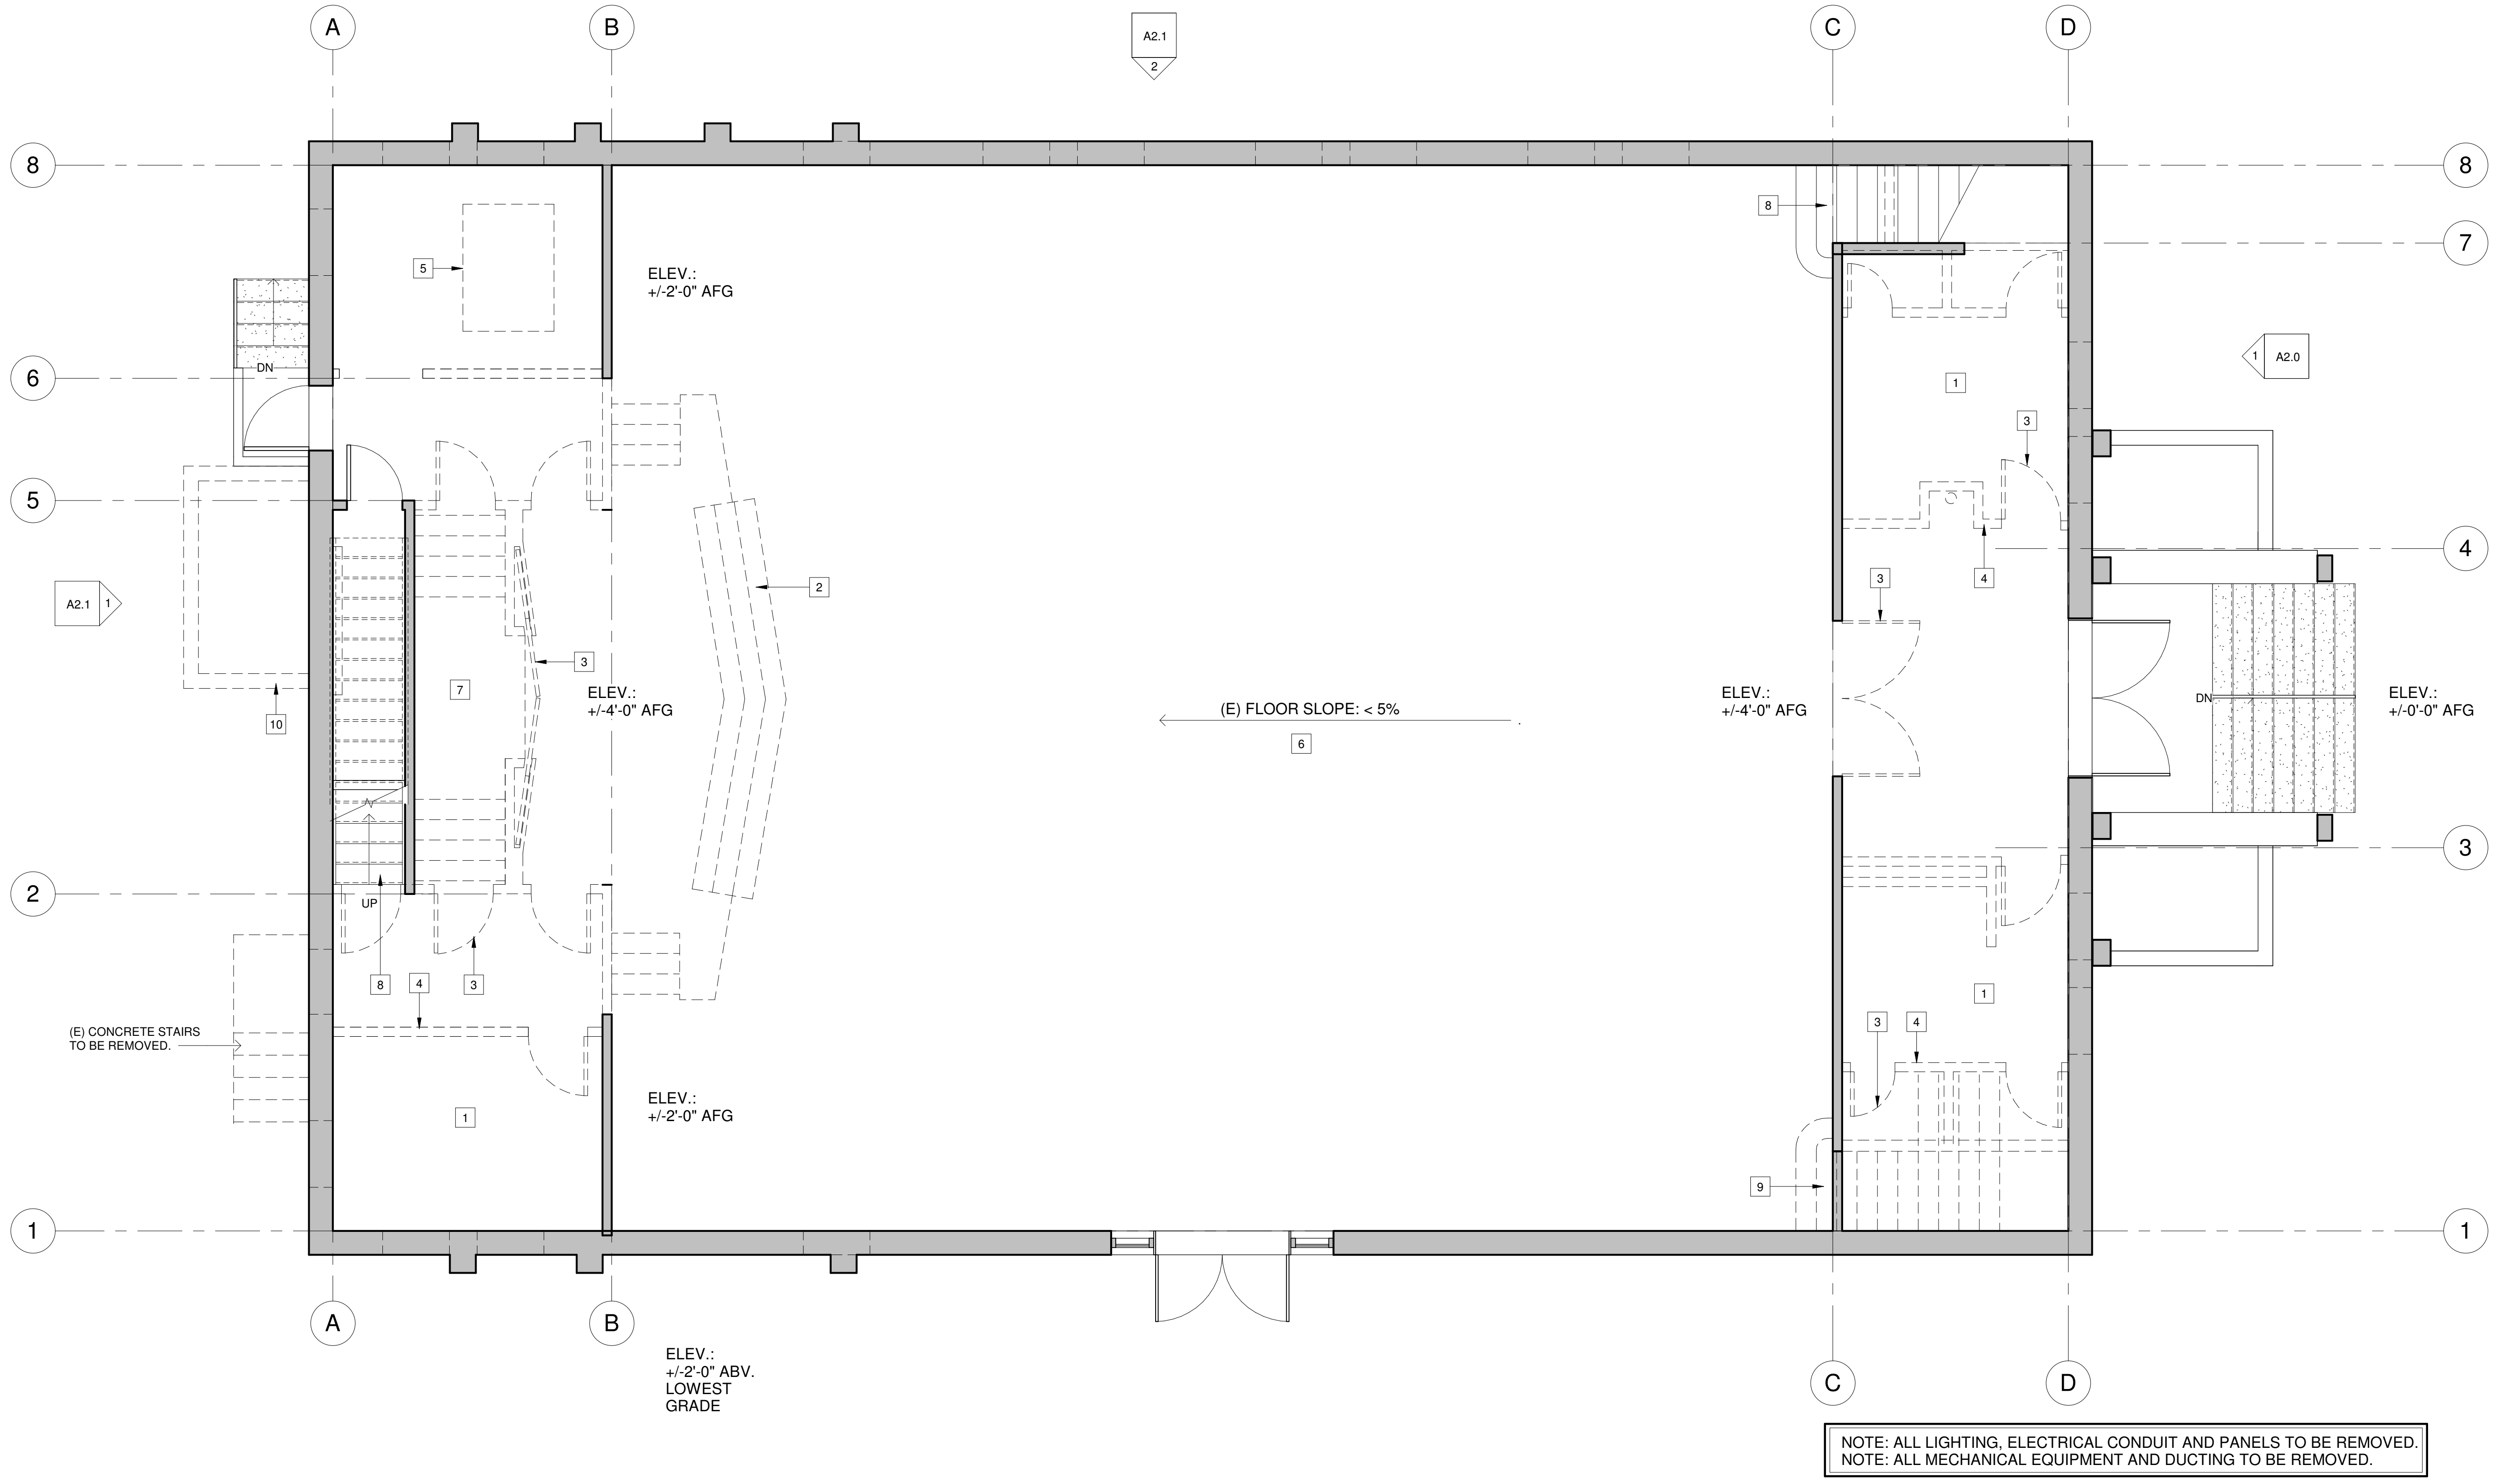 A
B
A2.1
2
C
D
8
8
8
7
5
ELEV.:
+/-2'-0" AFG
DN
6
1
A2.0
1
3
5
4
3
4
2
A2.1
1
3
7
ELEV.:
+/-4'-0" AFG
(E) FLOOR SLOPE: < 5%
6
ELEV.:
+/-4'-0" AFG
DN
ELEV.:
+/-0'-0" AFG
10
3
2
UP
8
4
3
1
3
4
(E) CONCRETE STAIRS
TO BE REMOVED.
1
ELEV.:
+/-2'-0" AFG
9
1
1
A
B
ELEV.:
+/-2'-0" ABV.
LOWEST
GRADE
C
D
NOTE: ALL LIGHTING, ELECTRICAL CONDUIT AND PANELS TO BE REMOVED.
NOTE: ALL MECHANICAL EQUIPMENT AND DUCTING TO BE REMOVED.